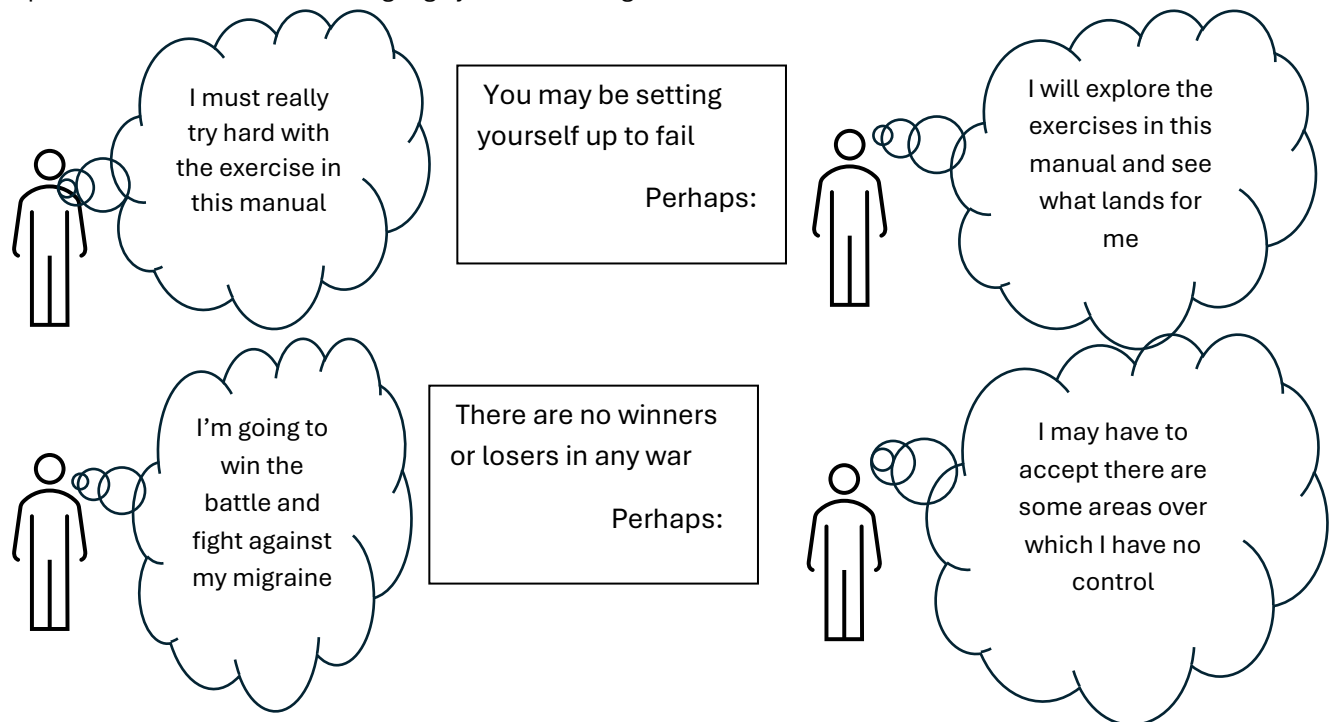 I must really
try hard with
the exercise in
this manual
You may be setting
yourself up to fail
Perhaps:
I will explore the
exercises in this
manual and see
what lands for
me
I'm going to
win the
battle and
fight against
my migraine
There are no winners
or losers in any war
Perhaps:
I may have to
accept there are
some areas over
which I have no
control